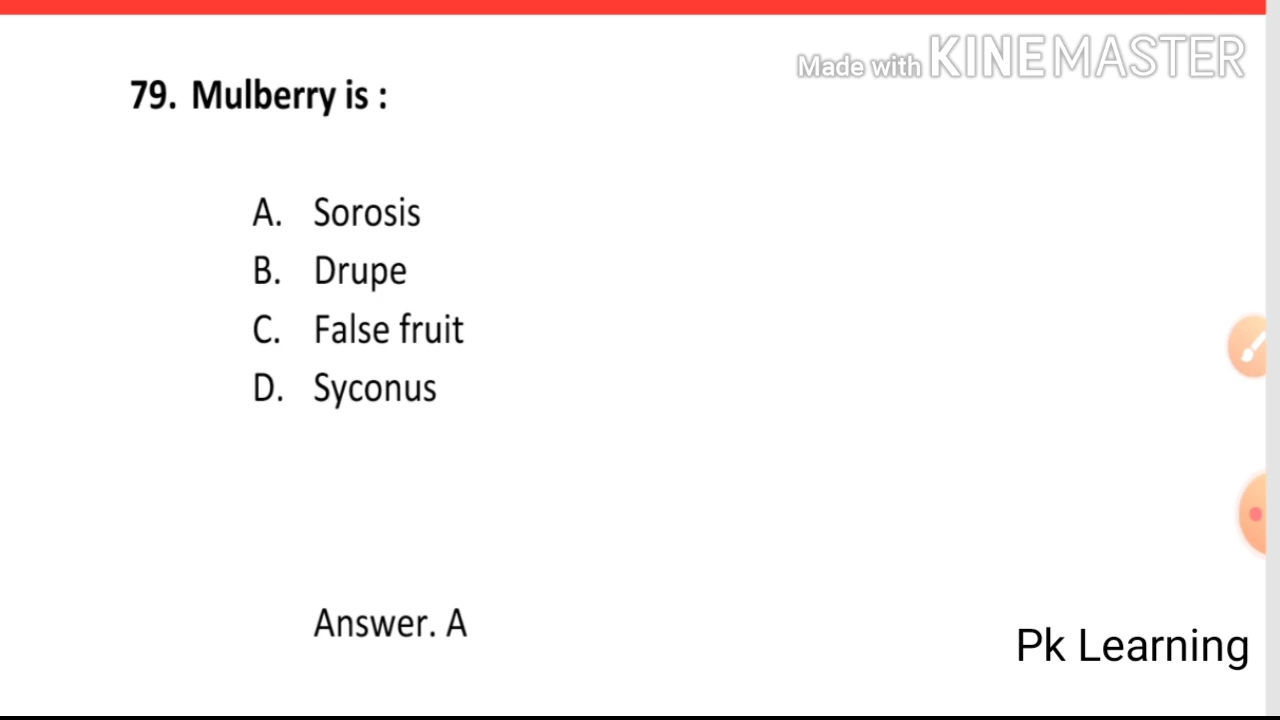 Made with KINEMASTER
79. Mulberry is :
A. Sorosis
B. Drupe
C. False fruit
D. Syconus
Answer. A
Pk Learning